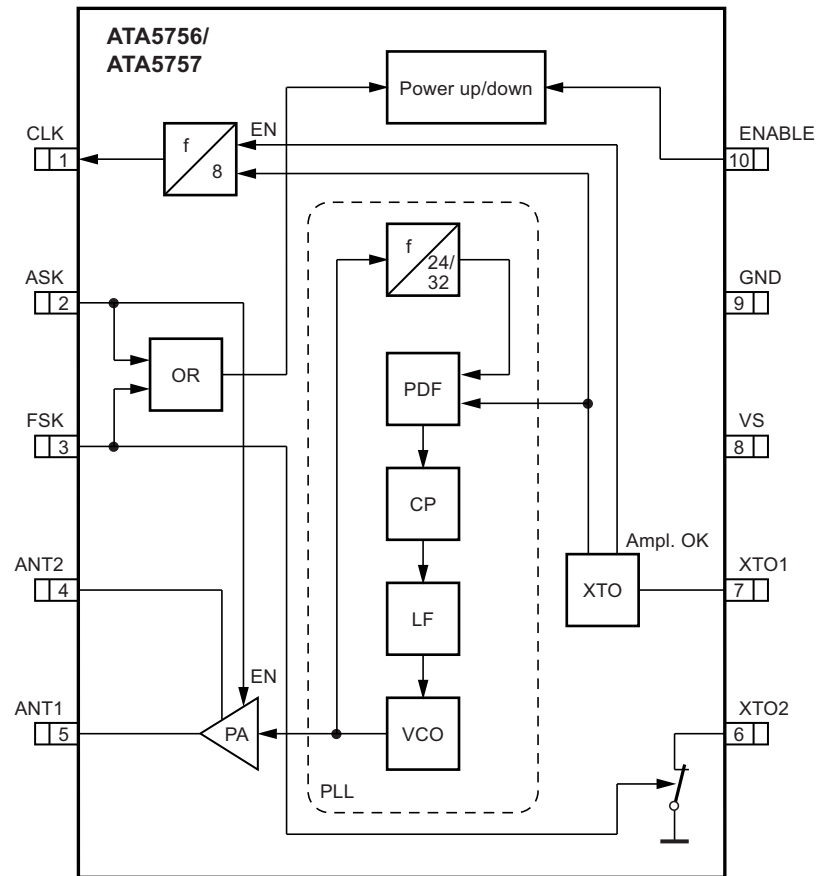 ATA5756/
ATA5757
Power up/down
CLK
1
f
8
EN
ENABLE
10
f
24/
32
ASK
2
GND
9
OR
PDF
FSK
3
VS
8
CP
Ampl. OK
ANT2
4
XTO
XTO1
7
LF
EN
ANT1
5
PA
VCO
XTO2
6
PLL